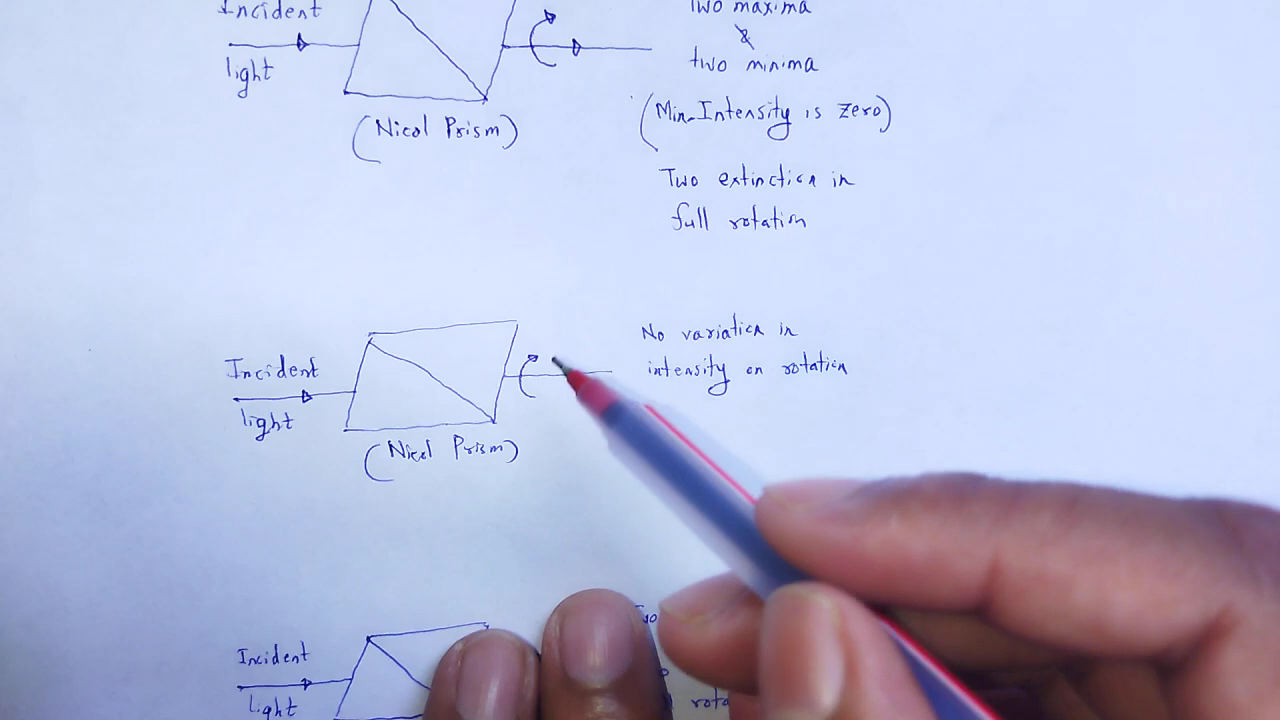 Incident
light
(Nicol Prism)
Two maxima
&
two minima
(Min. Intensity is zero)
Two extinction in
full rotation
Incident
light
(Nicol Prism)
No variation in
intensity on rotation
Incident
light